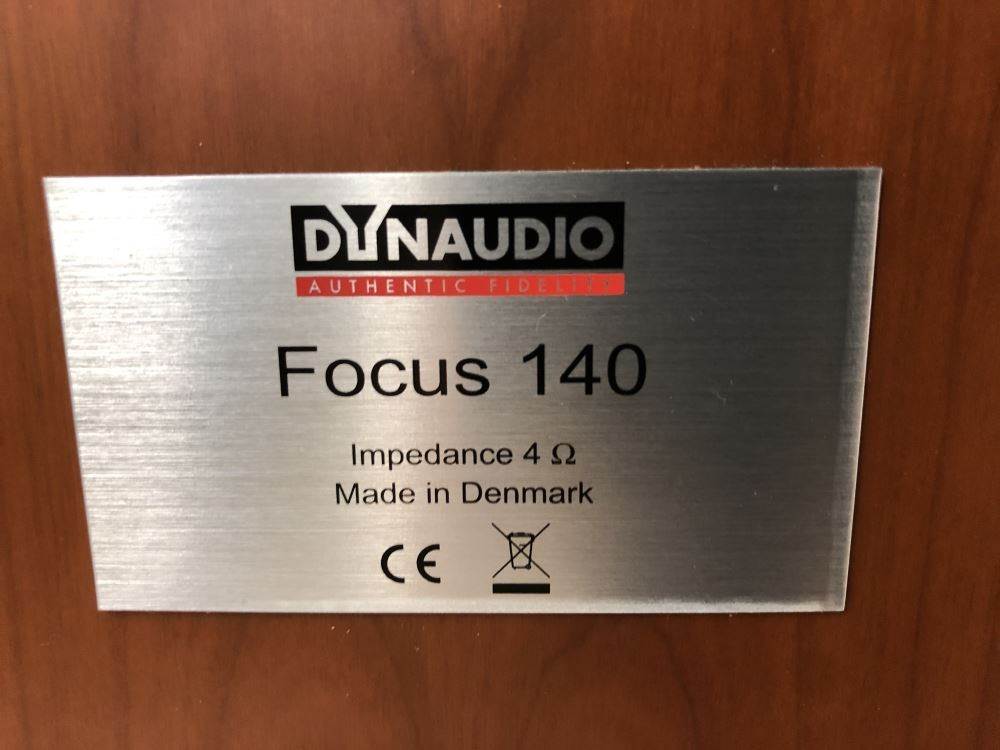 DYNAUDIO
AUTHENTIC FIDELITY
Focus 140
Impedance 4 Ω
Made in Denmark
CE